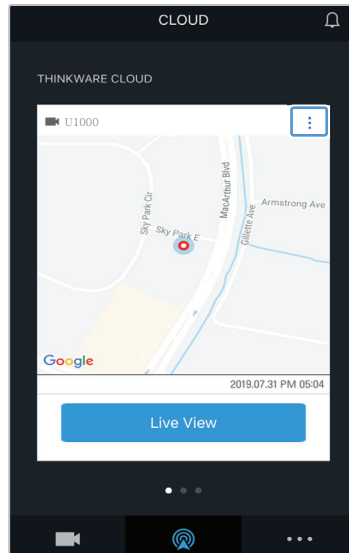 CLOUD
THINKWARE CLOUD
U1000
MacArthur Blvd
Sky Park Cir
Armstrong Ave
Gillette Ave
Sky Park E
Google
2019.07.31 PM 05:04
Live View